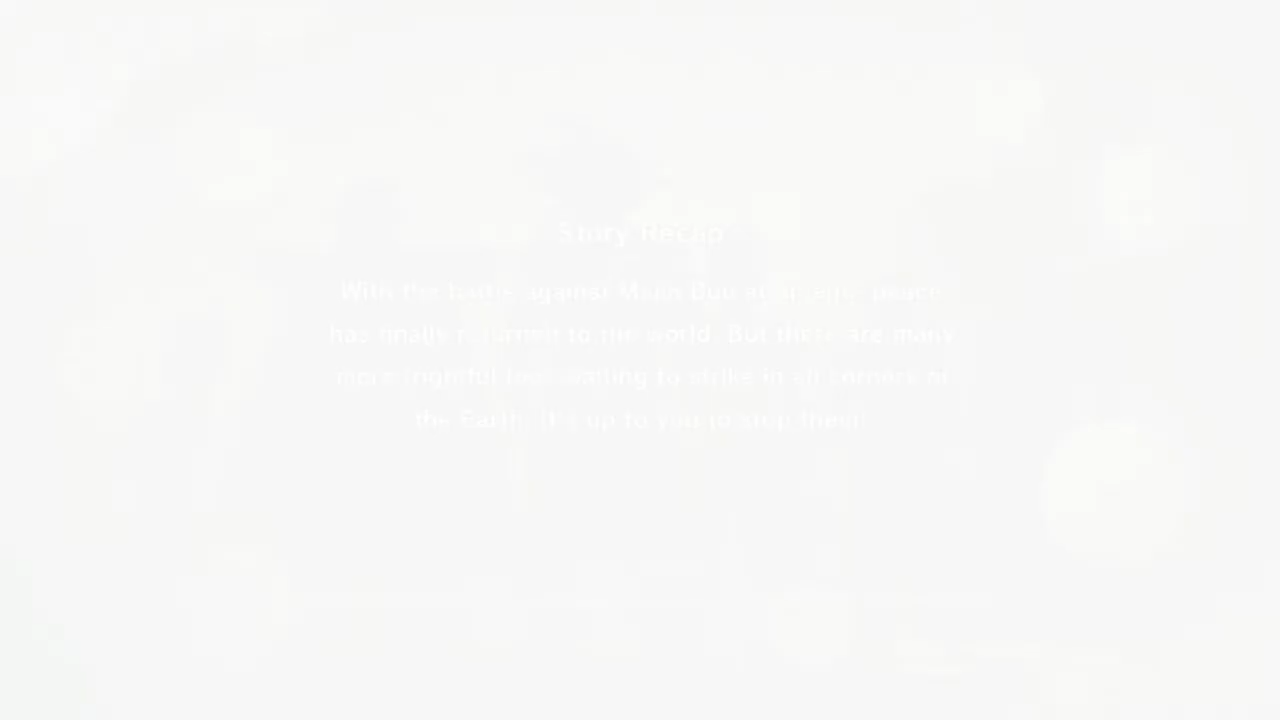 Story Recap
With the battle against Majin Buu at an end, peace
has finally returned to the world. But there are many
more frightful foes waiting to strike in all corners of
the Earth. It's up to you to stop them!